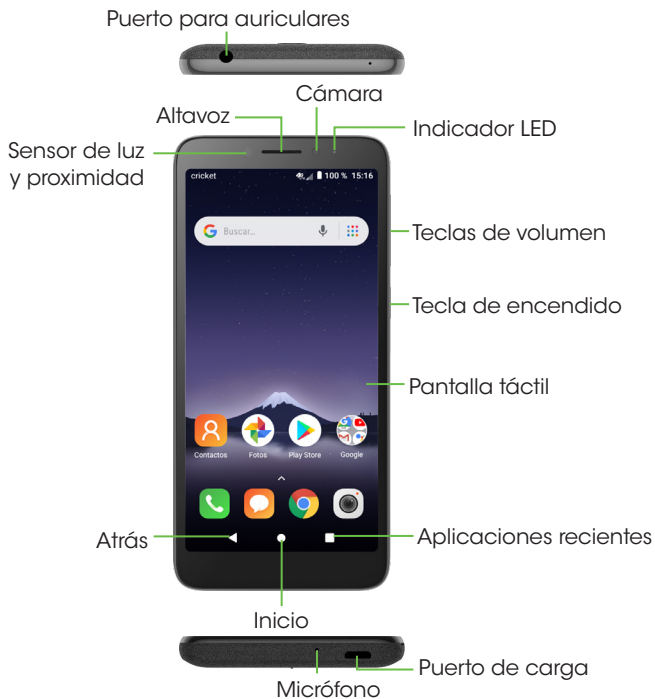 Puerto para auriculares
Cámara
Altavoz
Indicador LED
Sensor de luz
y proximidad
cricket
100 % 15:16
Buscar...
Teclas de volumen
Tecla de encendido
Pantalla táctil
Contactos
Fotos
Play Store
Google
Atrás
Aplicaciones recientes
Inicio
Puerto de carga
Micrófono